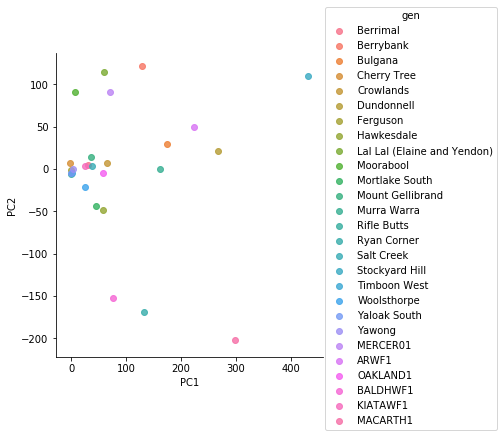 gen
Berrimal
Berrybank
Bulgana
Cherry Tree
Crowlands
Dundonnell
Ferguson
Hawkesdale
Lal Lal (Elaine and Yendon)
Moorabool
Mortlake South
Mount Gellibrand
Murra Warra
Rifle Butts
Ryan Corner
Salt Creek
Stockyard Hill
Timboon West
Woolsthorpe
Yaloak South
Yawong
MERCER01
ARWF1
OAKLAND1
BALDHWF1
KIATAWF1
MACARTH1
PC2
100
50
0
−50
−100
−150
−200
0 100 200 300 400
PC1